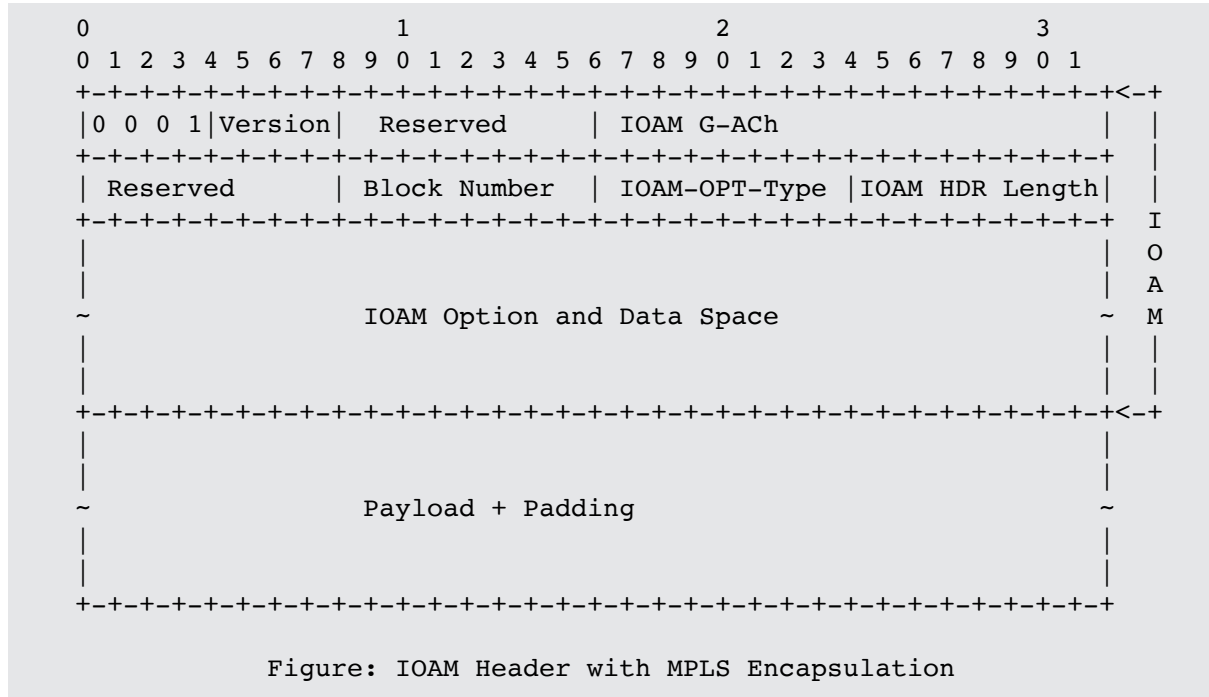 0                   1                   2                   3
0 1 2 3 4 5 6 7 8 9 0 1 2 3 4 5 6 7 8 9 0 1 2 3 4 5 6 7 8 9 0 1
+-+-+-+-+-+-+-+-+-+-+-+-+-+-+-+-+-+-+-+-+-+-+-+-+-+-+-+-+-+-+-+-+<-+
|0 0 0 1|Version|  Reserved     | IOAM G-ACh                    |  |
+-+-+-+-+-+-+-+-+-+-+-+-+-+-+-+-+-+-+-+-+-+-+-+-+-+-+-+-+-+-+-+-+  |
| Reserved      | Block Number  | IOAM-OPT-Type |IOAM HDR Length|  |
+-+-+-+-+-+-+-+-+-+-+-+-+-+-+-+-+-+-+-+-+-+-+-+-+-+-+-+-+-+-+-+-+  I
|                                                               |  O
|                                                               |  A
~                 IOAM Option and Data Space                    ~  M
|                                                               |  |
|                                                               |  |
+-+-+-+-+-+-+-+-+-+-+-+-+-+-+-+-+-+-+-+-+-+-+-+-+-+-+-+-+-+-+-+-+<-+
|                                                               |
|                                                               |
~                 Payload + Padding                             ~
|                                                               |
|                                                               |
+-+-+-+-+-+-+-+-+-+-+-+-+-+-+-+-+-+-+-+-+-+-+-+-+-+-+-+-+-+-+-+-+
Figure: IOAM Header with MPLS Encapsulation